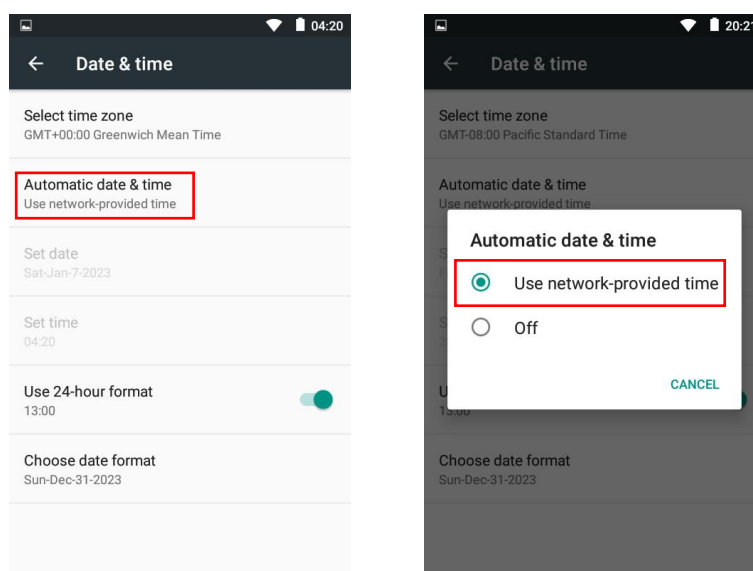 04:20
Date & time
Select time zone
GMT+00:00 Greenwich Mean Time
Automatic date & time
Use network-provided time
Set date
Sat-Jan-7-2023
Set time
04:20
Use 24-hour format
13:00
Choose date format
Sun-Dec-31-2023
20:21
Date & time
Select time zone
GMT-08:00 Pacific Standard Time
Automatic date & time
Use network-provided time
Automatic date & time
Use network-provided time
Off
CANCEL
13:00
Choose date format
Sun-Dec-31-2023